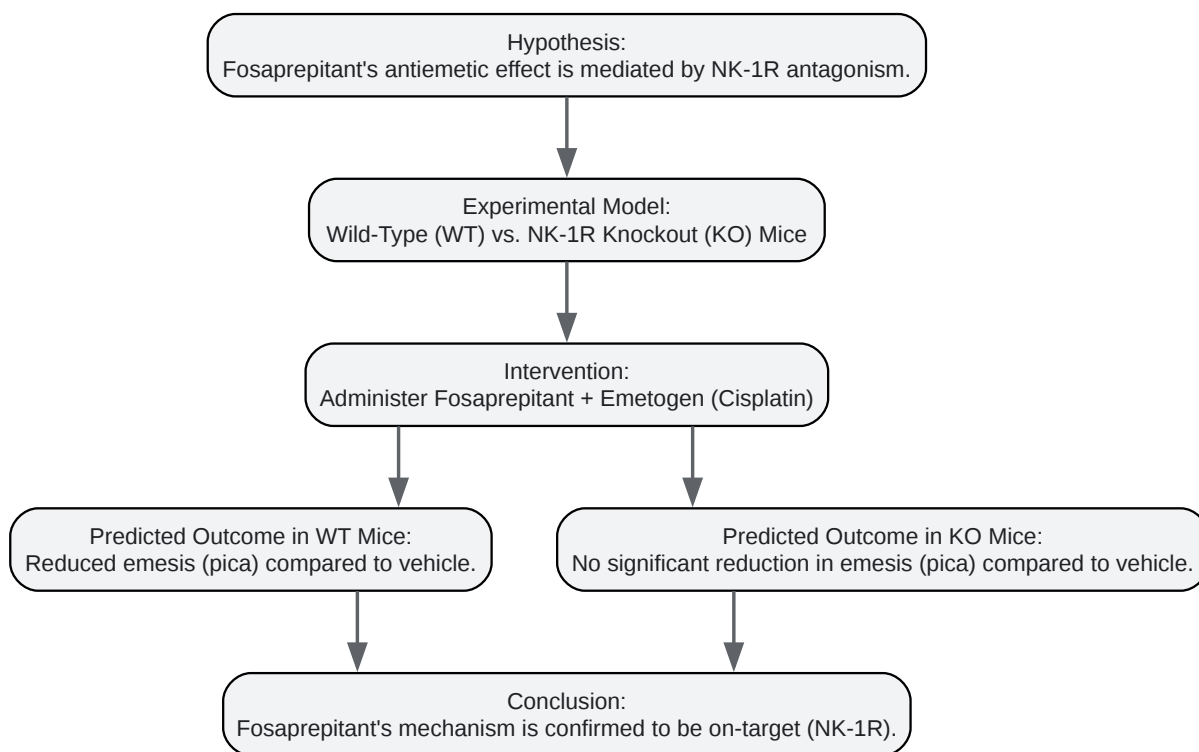 Hypothesis:
Fosaprepitant's antiemetic effect is mediated by NK-1R antagonism.
Experimental Model:
Wild-Type (WT) vs. NK-1R Knockout (KO) Mice
Intervention:
Administer Fosaprepitant + Emetogen (Cisplatin)
Predicted Outcome in WT Mice:
Reduced emesis (pica) compared to vehicle.
Predicted Outcome in KO Mice:
No significant reduction in emesis (pica) compared to vehicle.
Conclusion:
Fosaprepitant's mechanism is confirmed to be on-target (NK-1R).